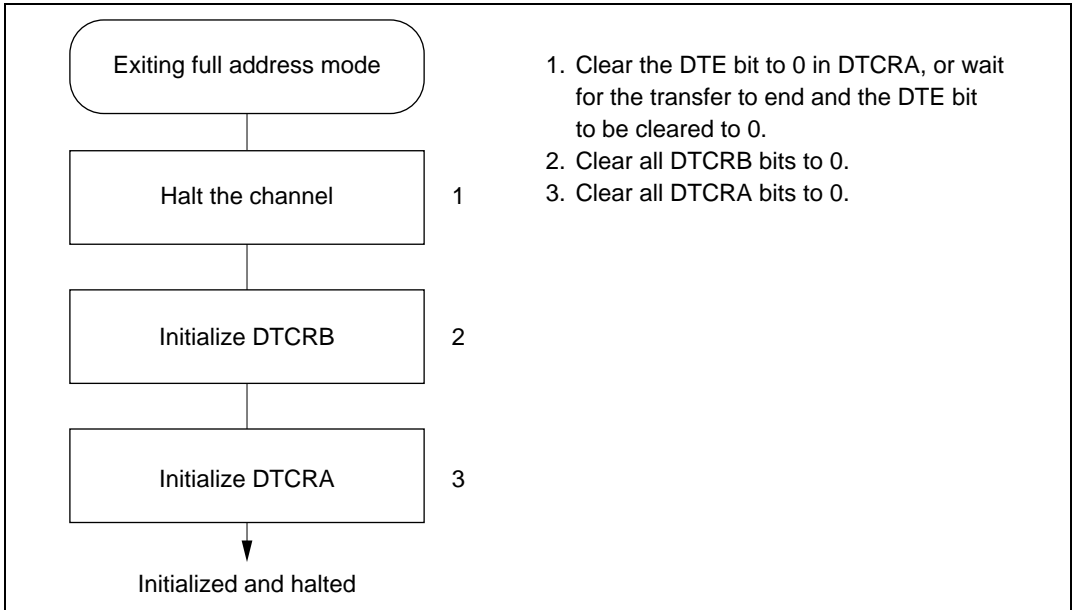 Exiting full address mode
Halt the channel
1
Initialize DTCRB
2
Initialize DTCRA
3
Initialized and halted
1. Clear the DTE bit to 0 in DTCRA, or wait
for the transfer to end and the DTE bit
to be cleared to 0.
2. Clear all DTCRB bits to 0.
3. Clear all DTCRA bits to 0.